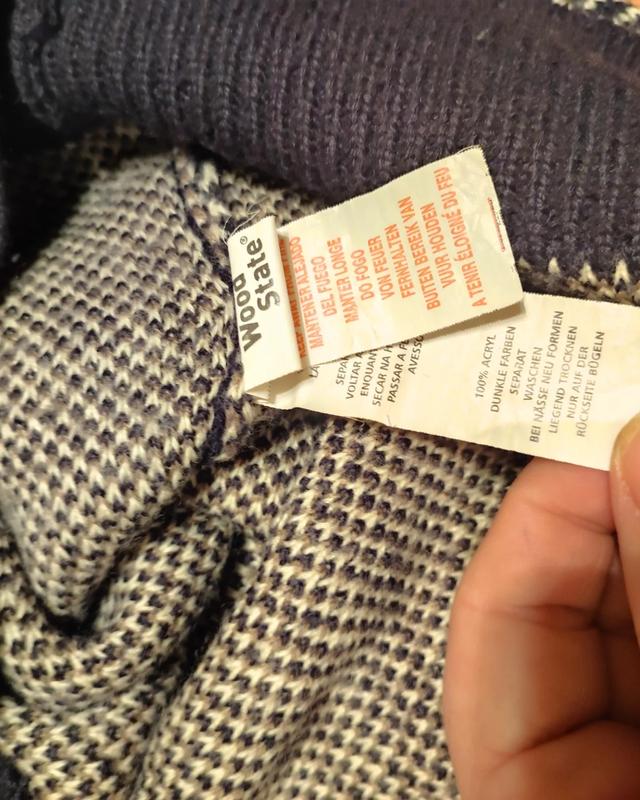 Wood
State®
MANTENER ALEJADO
DEL FUEGO
MANTER LONGE
DO FOGO
VON FEUER
FERNHALTEN
BUITEN BEREIK VAN
VUUR HOUDEN
A TENIR ÉLOIGNÉ DU FEU
VOLTAR A
SECAR NA
PASSAR A
100% ACRYL
DUNKLE FARBEN
SEPARAT
WASCHEN
BEI NÄSSE NEU FORMEN
LIEGEND TROCKNEN
NUR AUF DER
RÜCKSEITE BÜGELN